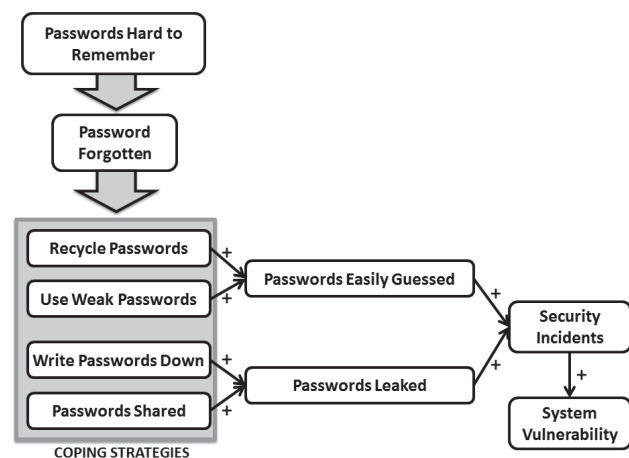 Passwords Hard to
Remember
Password
Forgotten
Recycle Passwords
+
Passwords Easily Guessed
Use Weak Passwords
+
+
Security
Incidents
Write Passwords Down
+
Passwords Leaked
+
Passwords Shared
+
+
System
Vulnerability
COPING STRATEGIES